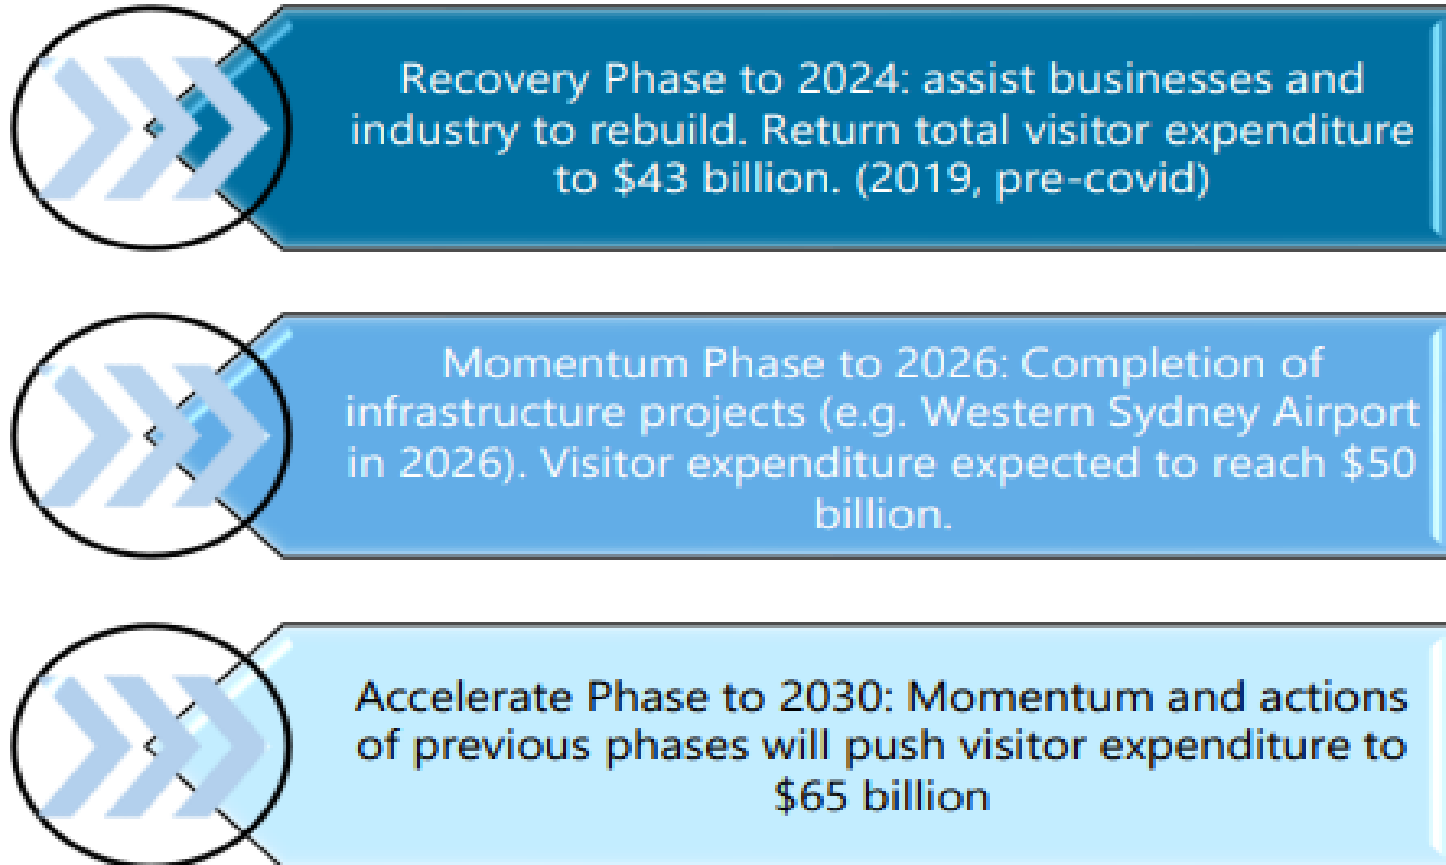 Recovery Phase to 2024: assist businesses and
industry to rebuild. Return total visitor expenditure
to $43 billion. (2019, pre-covid)
Momentum Phase to 2026: Completion of
infrastructure projects (e.g. Western Sydney Airport
in 2026). Visitor expenditure expected to reach $50
billion.
Accelerate Phase to 2030: Momentum and actions
of previous phases will push visitor expenditure to
$65 billion